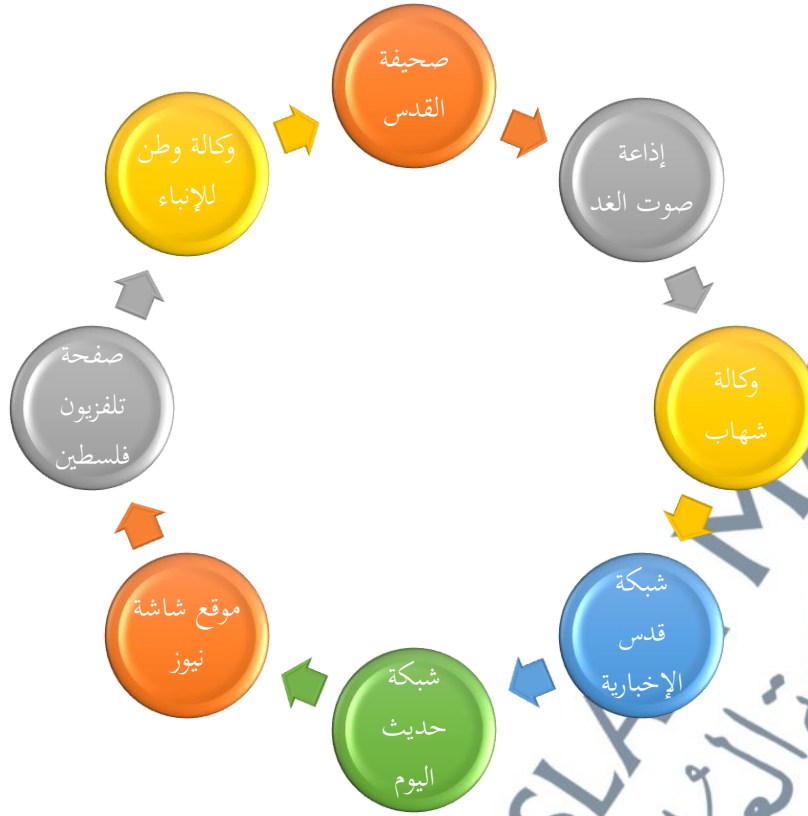 صحيفة
القدس
إذاعة
صوت الغد
وكالة
شهاب
شبكة
قدس
الإخبارية
شبكة
حديث
اليوم
موقع شاشة
نيوز
صفحة
تلفزيون
فلسطين
وكالة وطن
للإنباء